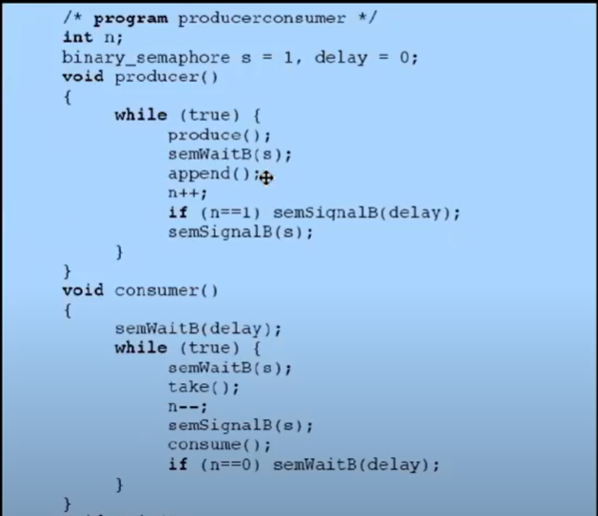 /* program producerconsumer */
int n;
binary_semaphore s = 1, delay = 0;
void producer()
{
while (true) {
produce();
semWaitB(s);
append();
n++;
if (n==1) semSignalB(delay);
semSignalB(s);
}
}
void consumer()
{
semWaitB(delay);
while (true) {
semWaitB(s);
take();
n--;
semSignalB(s);
consume();
if (n==0) semWaitB(delay);
}
}